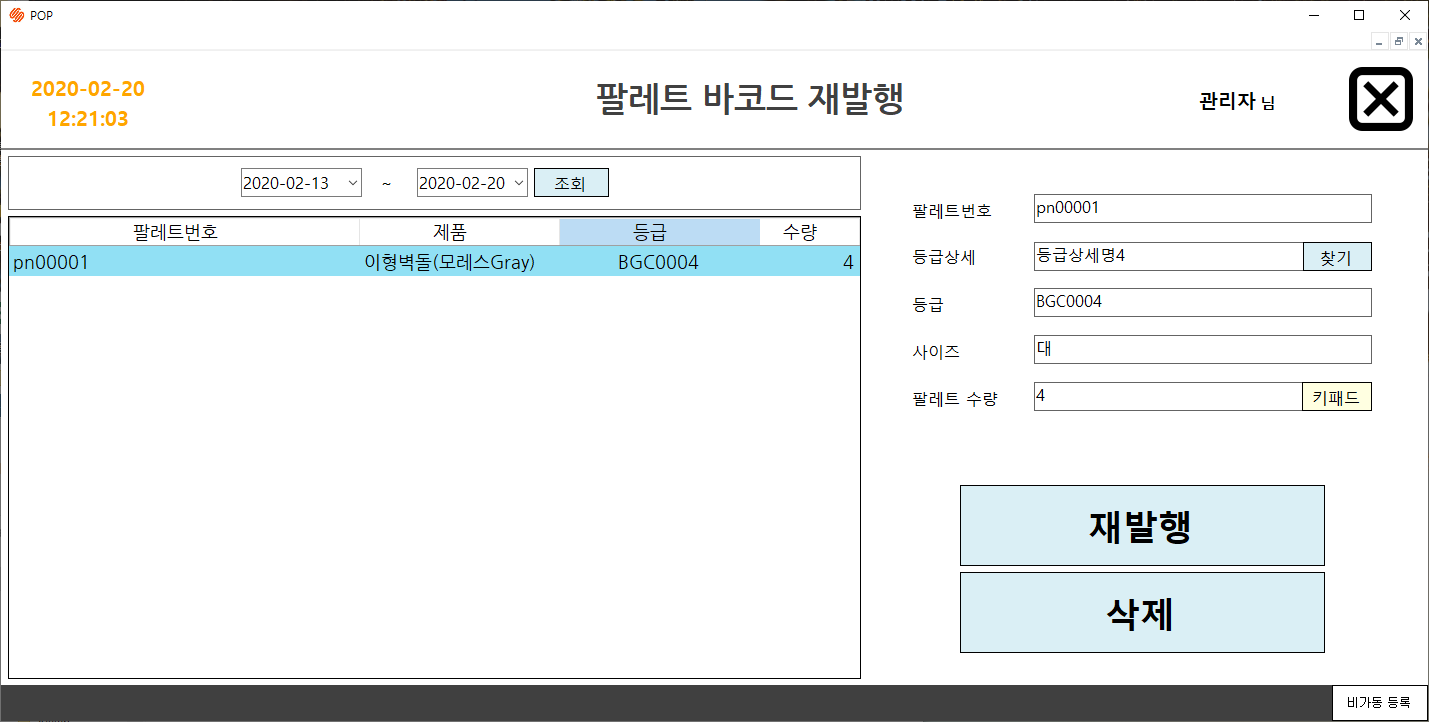 POP
2020-02-20
12:21:03
팔레트 바코드 재발행
관리자 님
2020-02-13 ~ 2020-02-20 조회
팔레트번호 제품 등급 수량
pn00001 이형벽돌(모레스Gray) BGC0004 4
팔레트번호 pn00001
등급상세 등급상세명4 찾기
등급 BGC0004
사이즈 대
팔레트 수량 4 키패드
재발행
삭제
비가동 등록